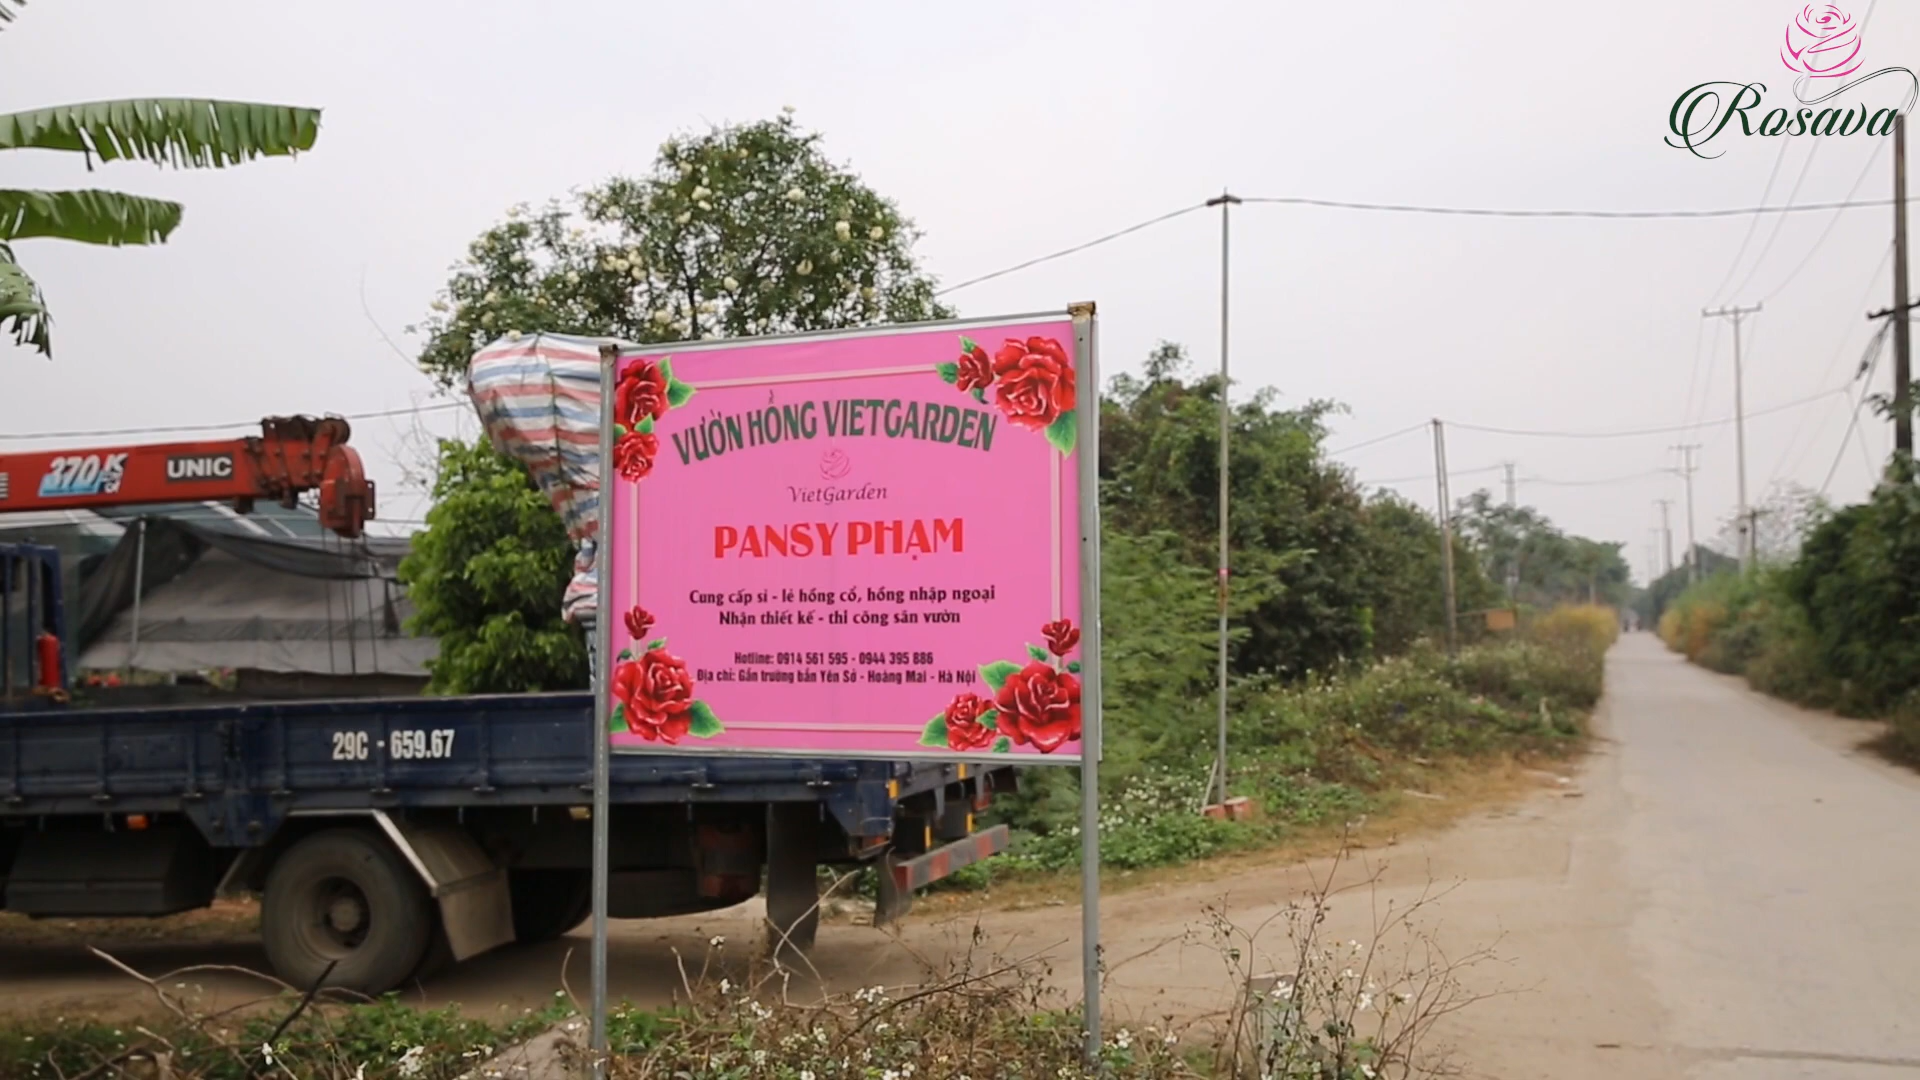 Rosava
VƯỜN HỒNG VIETGARDEN
VietGarden
PANSY PHẠM
Cung cấp sỉ - lẻ hồng cổ, hồng nhập ngoại
Nhận thiết kế - thi công sân vườn
Hotline: 0914 561 595 - 0944 395 886
Địa chỉ: Gần trường bắn Yên Sở - Hoàng Mai - Hà Nội
370
UNIC
29C - 659.67